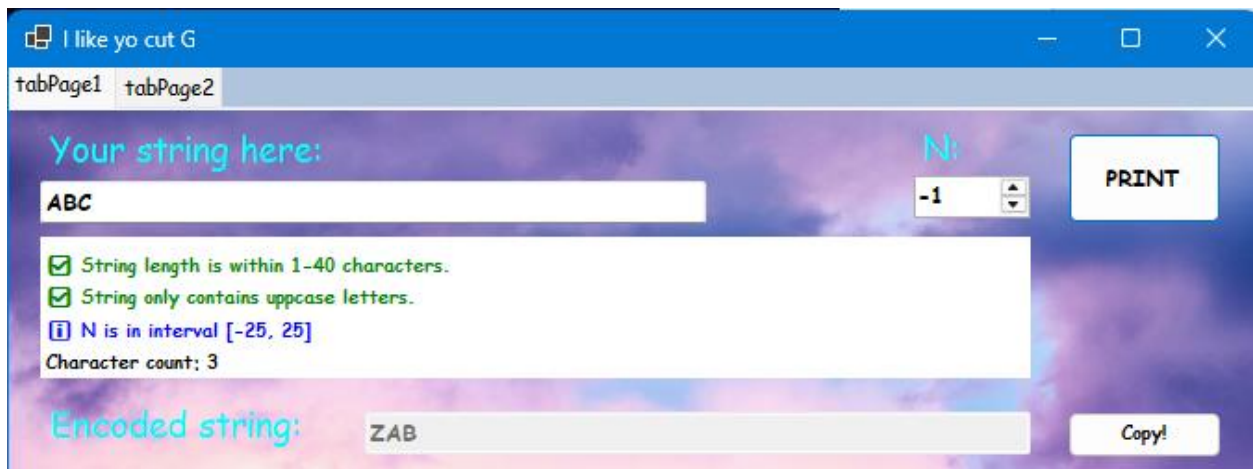 I like yo cut G
tabPage1 tabPage2
Your string here:
N:
ABC
-1
PRINT
String length is within 1-40 characters.
String only contains uppcase letters.
N is in interval [-25, 25]
Character count: 3
Encoded string:
ZAB
Copy!